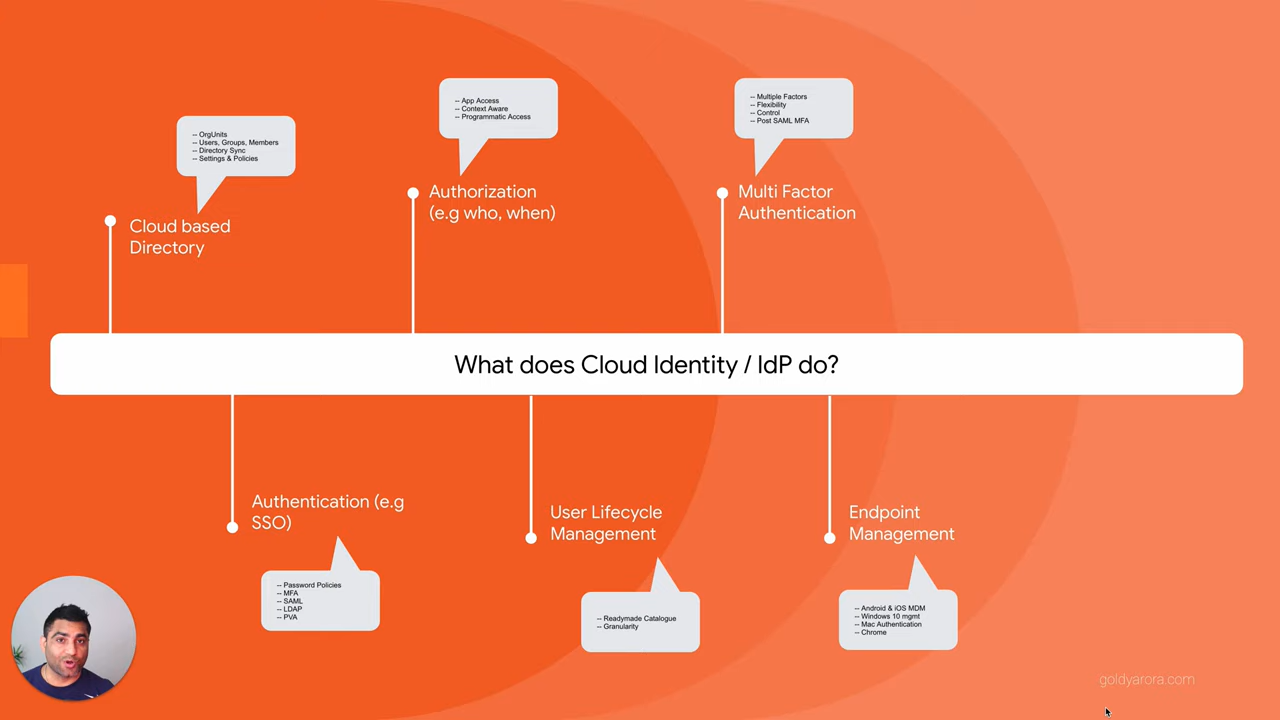 -- App Access
-- Context Aware
-- Programmatic Access
-- Multiple Factors
-- Flexibility
-- Control
-- Post SAML MFA
-- OrgUnits
-- Users, Groups, Members
-- Directory Sync
-- Settings & Policies
Cloud based
Directory
Authorization
(e.g who, when)
Multi Factor
Authentication
What does Cloud Identity / IdP do?
Authentication (e.g
SSO)
User Lifecycle
Management
Endpoint
Management
-- Password Policies
-- MFA
-- SAML
-- LDAP
-- PVA
-- Readymade Catalogue
-- Granularity
-- Android & iOS MDM
-- Windows 10 mgmt
-- Mac Authentication
-- Chrome
goldyarora.com